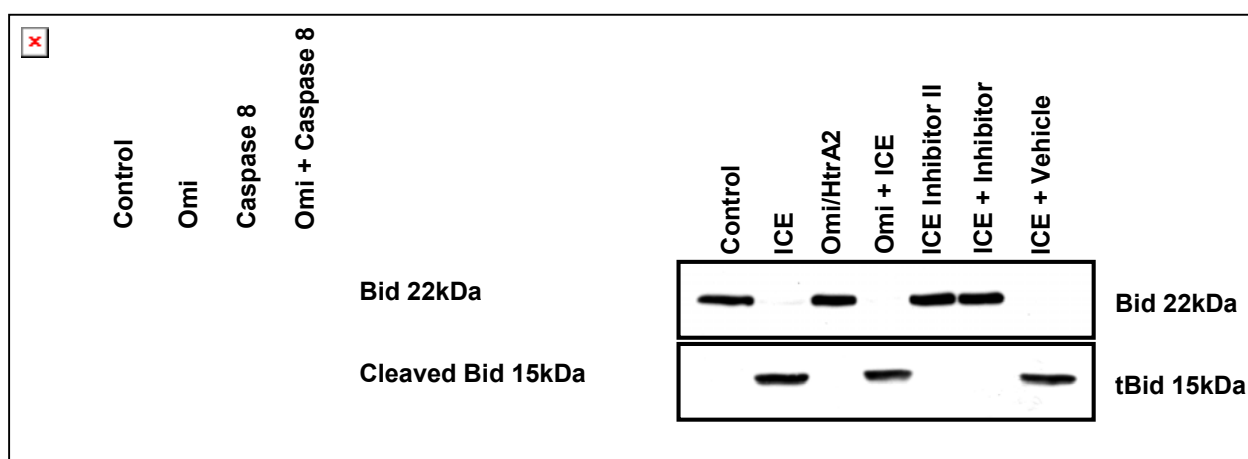 Control
Omi
Caspase 8
Omi + Caspase 8
Bid 22kDa
Cleaved Bid 15kDa
Control
ICE
Omi/HtrA2
Omi + ICE
ICE Inhibitor II
ICE + Inhibitor
ICE + Vehicle
Bid 22kDa
tBid 15kDa